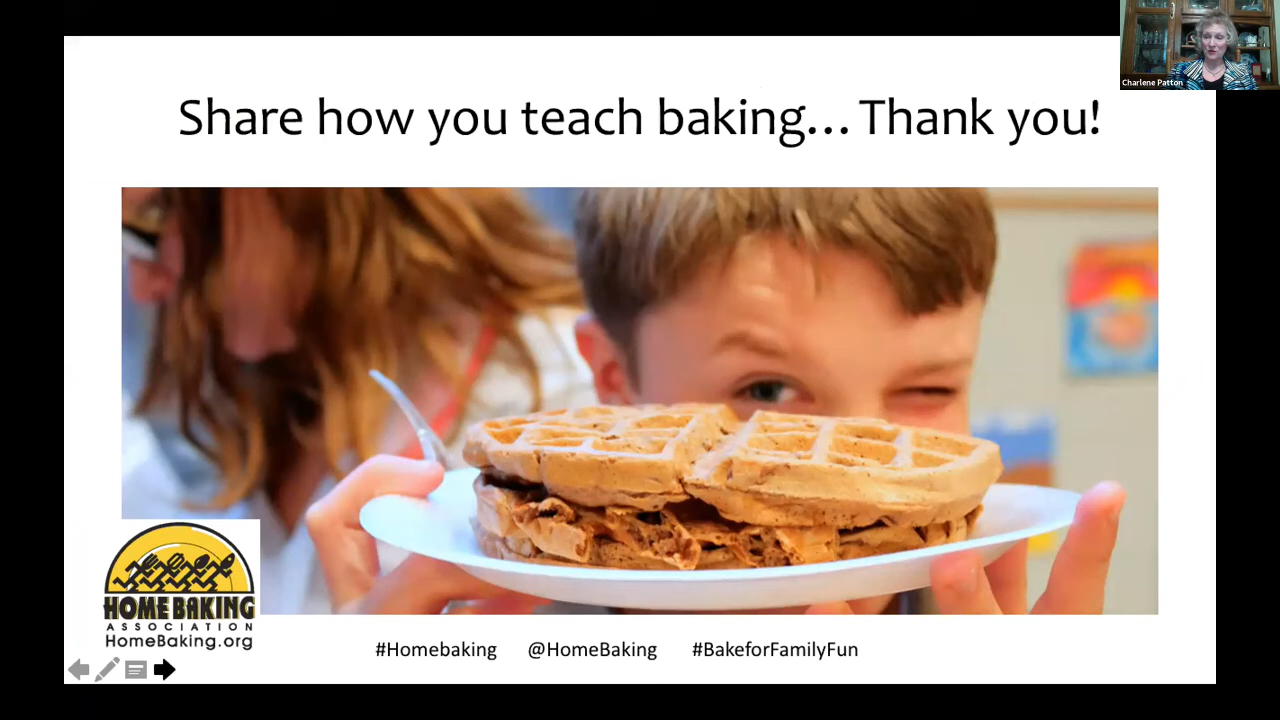 Charlene Patton
Share how you teach baking... Thank you!
HOME BAKING
ASSOCIATION
HomeBaking.org
#Homebaking @HomeBaking #BakeforFamilyFun